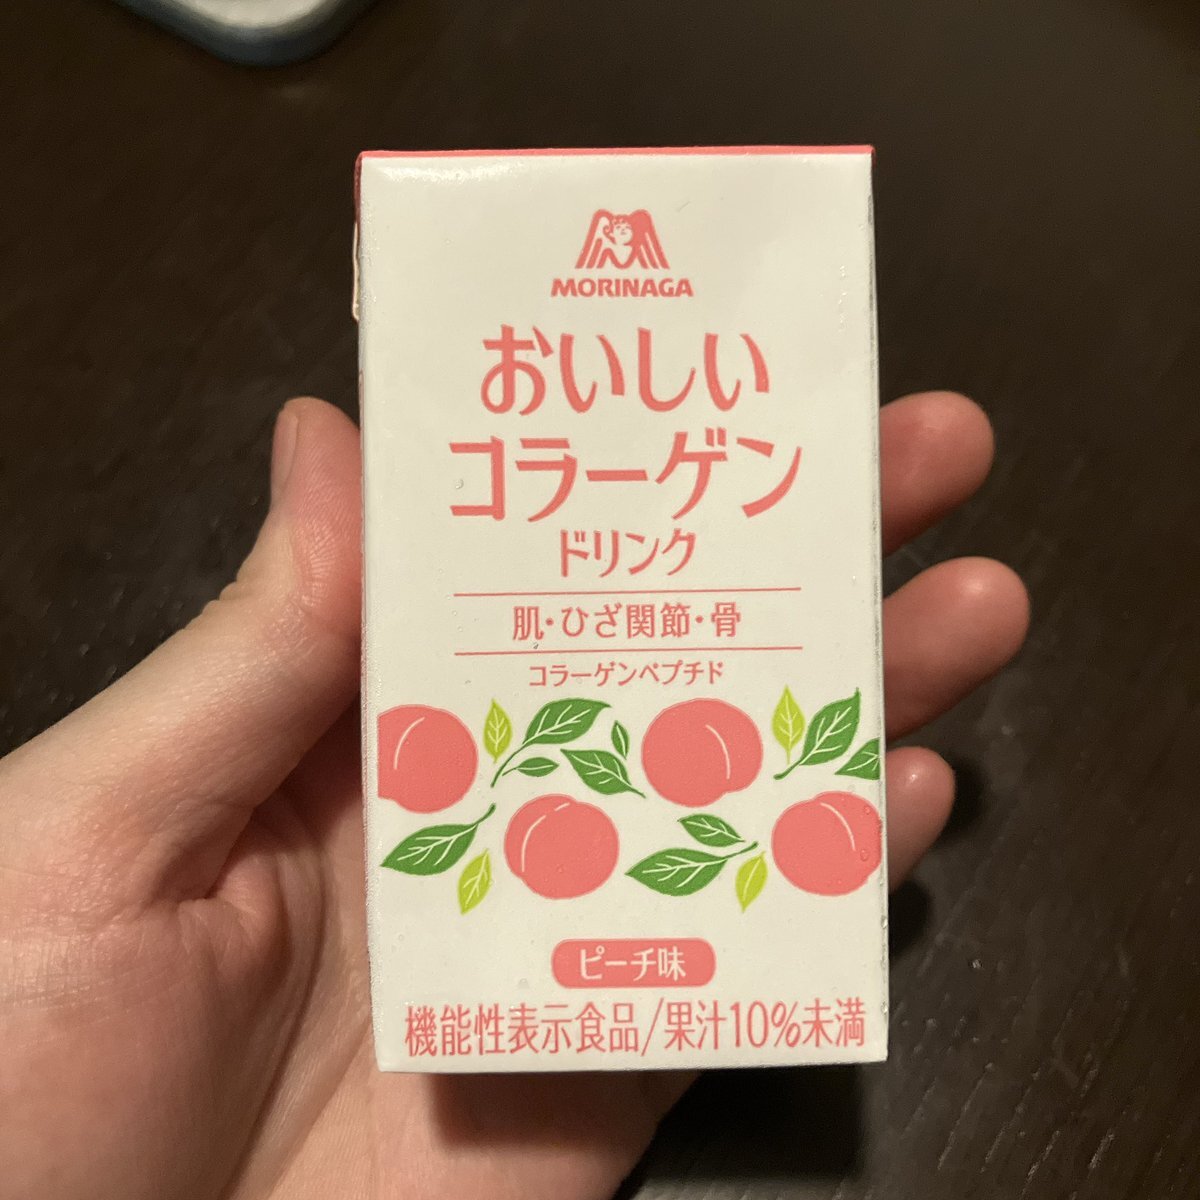 MORINAGA
おいしい
コラーゲン
ドリンク
肌・ひざ関節・骨
コラーゲンペプチド
ピーチ味
機能性表示食品/果汁10%未満